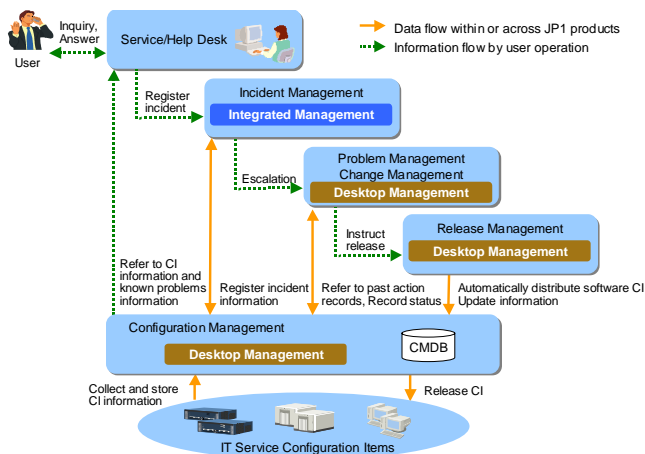 Inquiry,
Answer
User
Service/Help Desk
Data flow within or across JP1 products
Information flow by user operation
Register
incident
Incident Management
Integrated Management
Escalation
Problem Management
Change Management
Desktop Management
Instruct
release
Release Management
Desktop Management
Refer to CI
information and
known problems
information
Register incident
information
Refer to past action
records, Record status
Automatically distribute software CI
Update information
Configuration Management
Desktop Management
CMDB
Collect and store
CI information
Release CI
IT Service Configuration Items